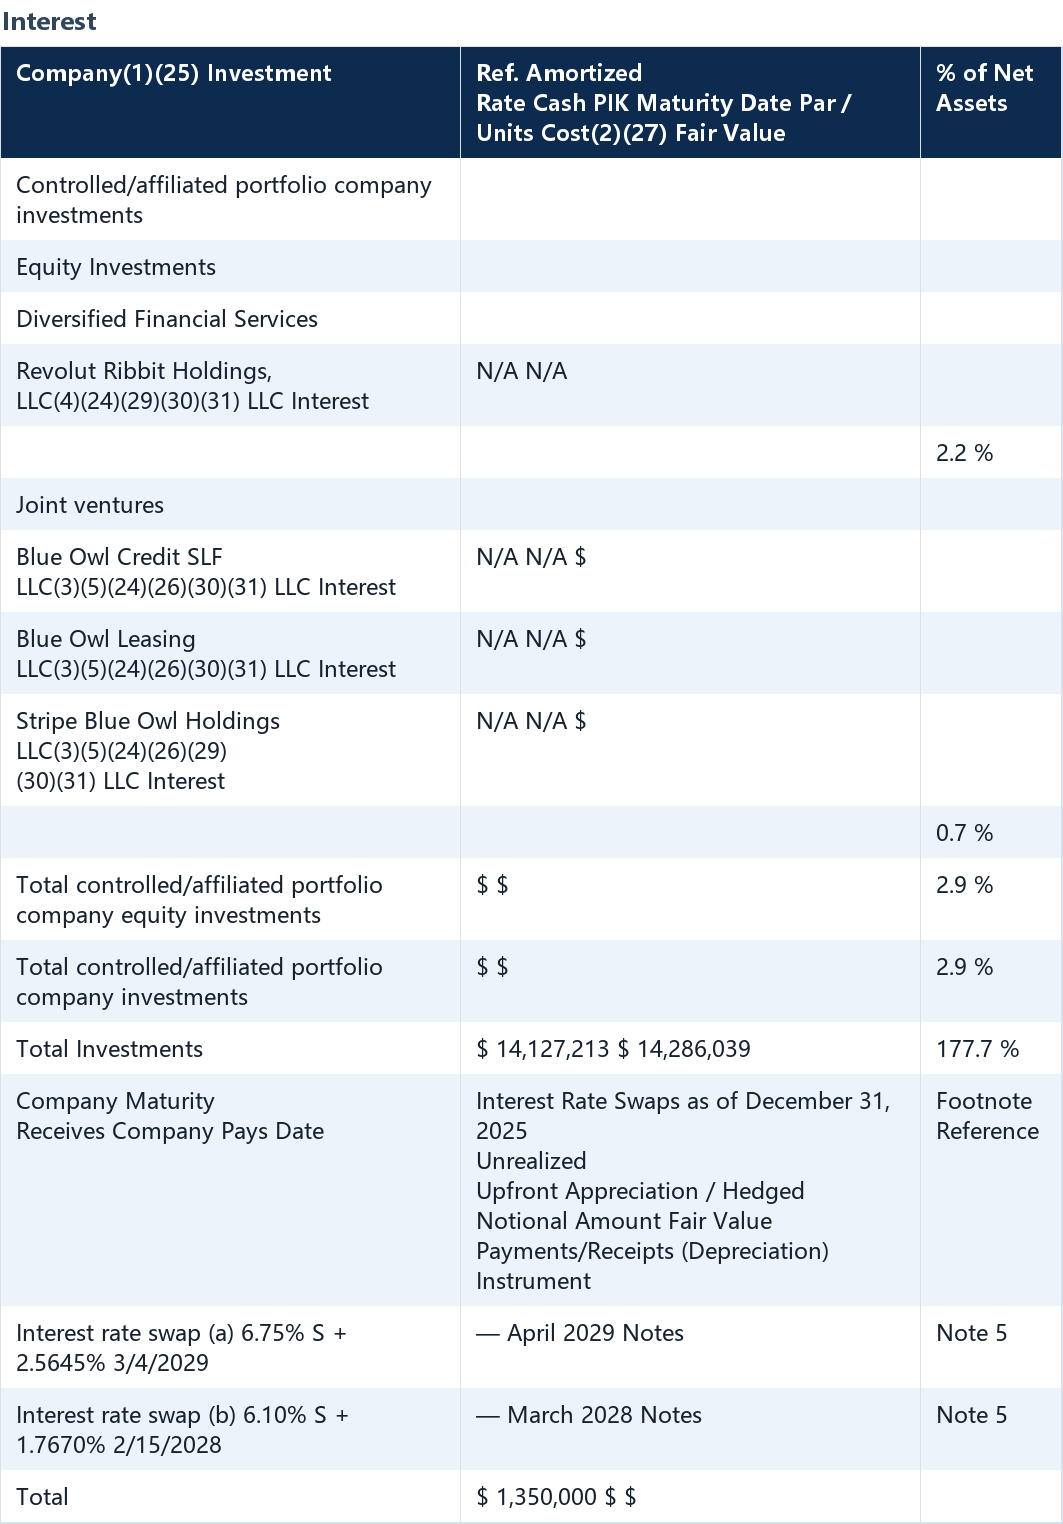 Interest
Company(1)(25) Investment
Ref. Amortized
Rate Cash PIK Maturity Date Par /
Units Cost(2)(27) Fair Value
% of Net
Assets
Controlled/affiliated portfolio company
investments
Equity Investments
Diversified Financial Services
Revolut Ribbit Holdings,
LLC(4)(24)(29)(30)(31) LLC Interest
N/A N/A
2.2 %
Joint ventures
Blue Owl Credit SLF
LLC(3)(5)(24)(26)(30)(31) LLC Interest
N/A N/A $
Blue Owl Leasing
LLC(3)(5)(24)(26)(30)(31) LLC Interest
N/A N/A $
Stripe Blue Owl Holdings
LLC(3)(5)(24)(26)(29)
(30)(31) LLC Interest
N/A N/A $
0.7 %
Total controlled/affiliated portfolio
company equity investments
$ $
2.9 %
Total controlled/affiliated portfolio
company investments
$ $
2.9 %
Total Investments
$ 14,127,213 $ 14,286,039
177.7 %
Company Maturity
Receives Company Pays Date
Interest Rate Swaps as of December 31,
2025
Unrealized
Upfront Appreciation / Hedged
Notional Amount Fair Value
Payments/Receipts (Depreciation)
Instrument
Footnote
Reference
Interest rate swap (a) 6.75% S +
2.5645% 3/4/2029
— April 2029 Notes
Note 5
Interest rate swap (b) 6.10% S +
1.7670% 2/15/2028
— March 2028 Notes
Note 5
Total
$ 1,350,000 $ $